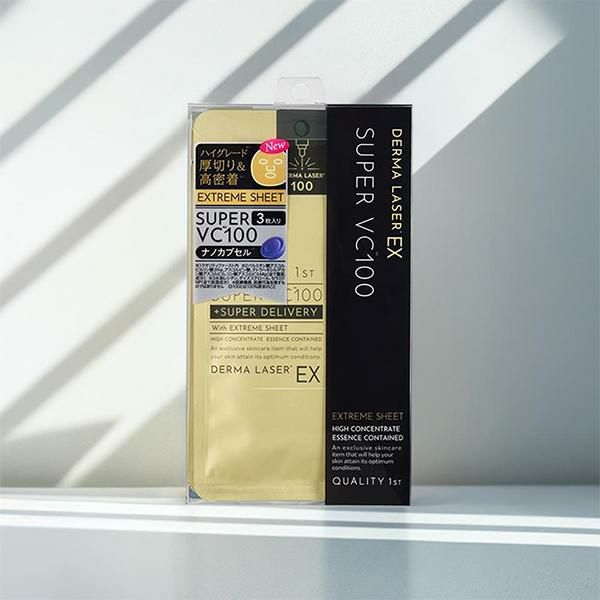 New
ハイグレード
厚切り&
高密着
EXTREME SHEET
SUPER
VC100
3枚入り
ナノカプセル
DERMA LASER
100
1ST
SUPER VC100
+SUPER DELIVERY
With EXTREME SHEET
HIGH CONCENTRATE ESSENCE CONTAINED
An exclusive skincare item that will help
your skin attain its optimum conditions.
DERMA LASER EX
DERMA LASER EX
SUPER VC100
EXTREME SHEET
HIGH CONCENTRATE
ESSENCE CONTAINED
An exclusive skincare
item that will help your
skin attain its optimum
conditions.
QUALITY 1ST